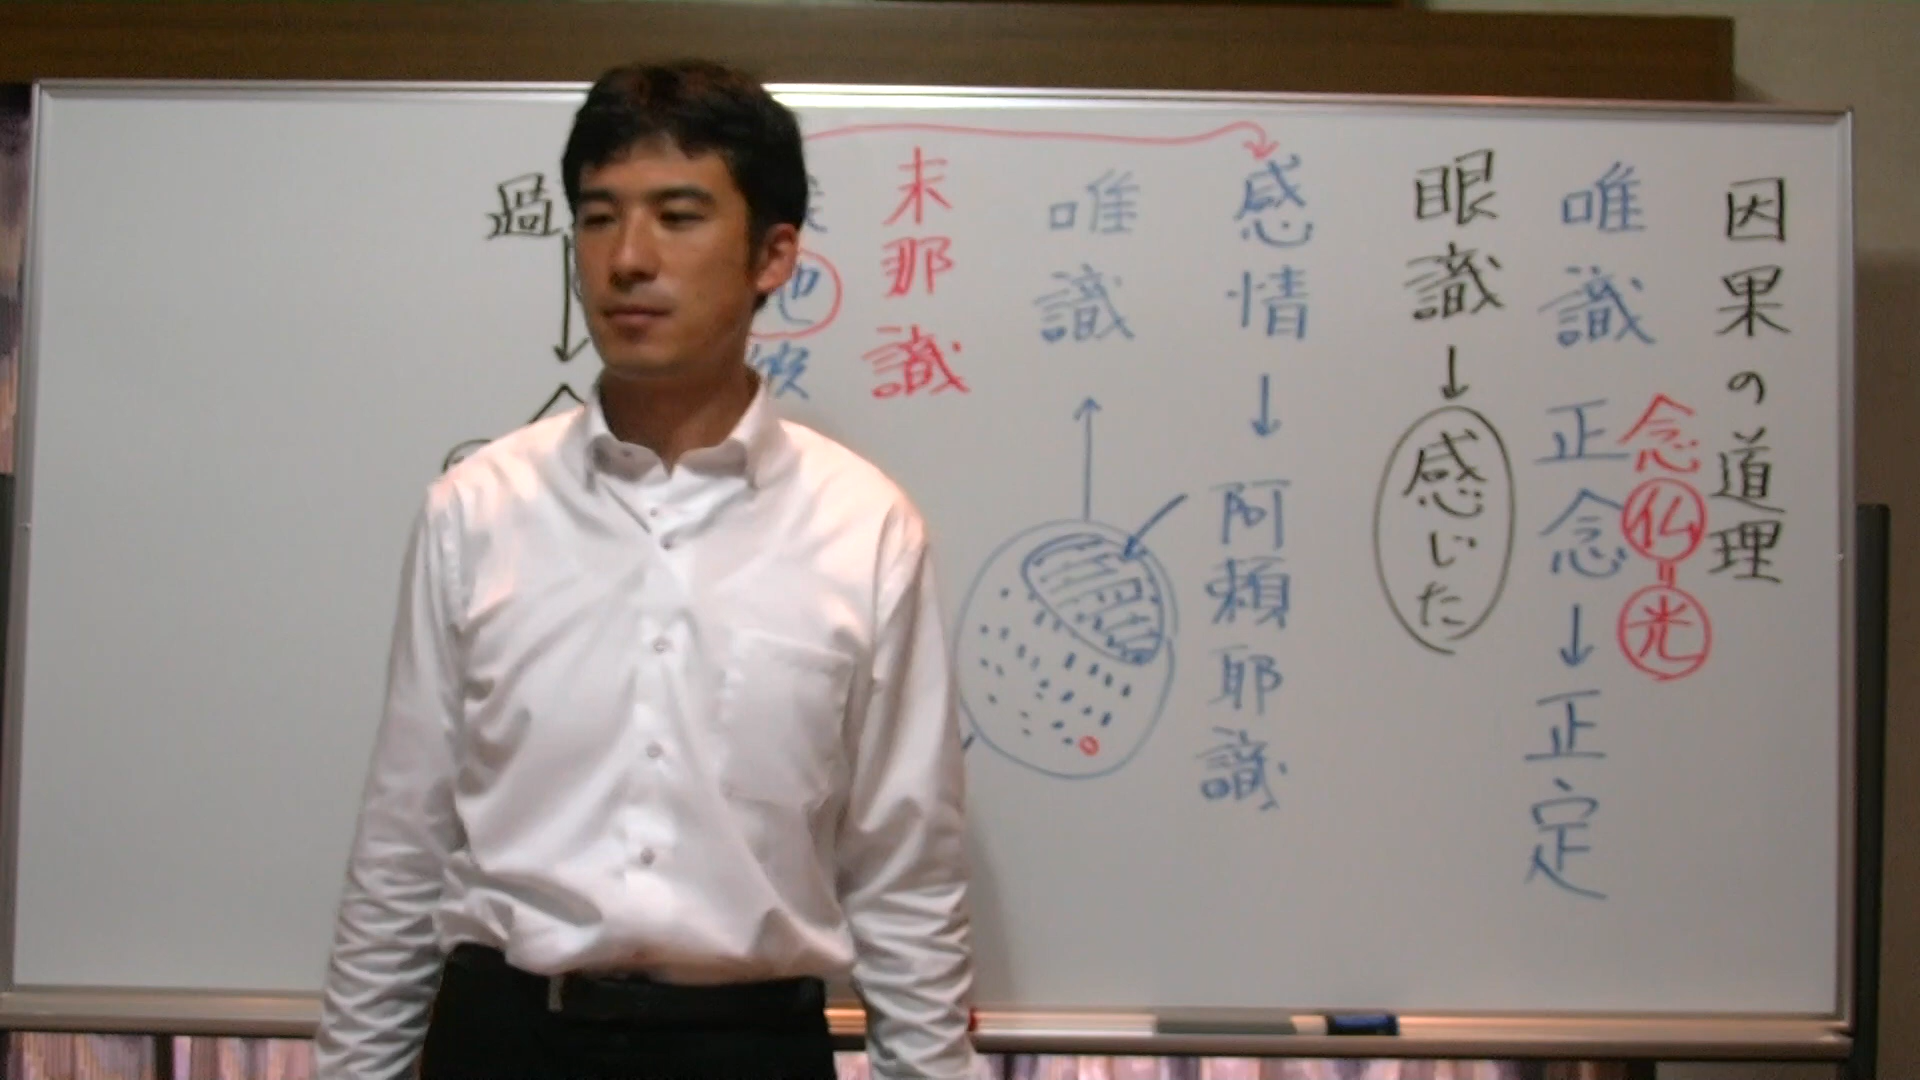 因果の道理
念仏=光
唯識 正念→正定
眼識→感じた
感情→阿頼耶識
唯識
末那識
過